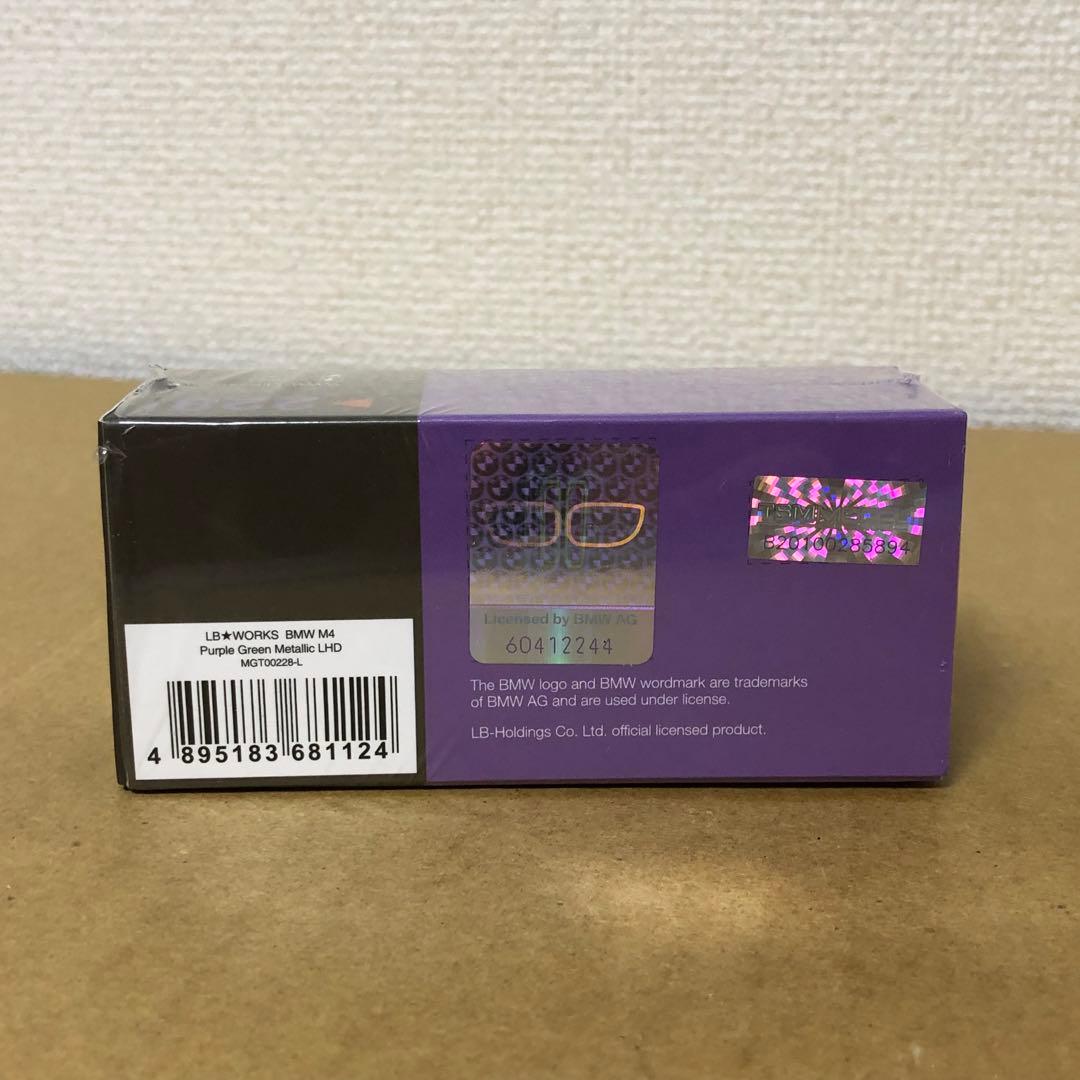 LB★WORKS BMW M4
Purple Green Metallic LHD
MGT00228-L
4 895183 681124
Licensed by BMW AG
60412244
The BMW logo and BMW wordmark are trademarks
of BMW AG and are used under license.
LB-Holdings Co. Ltd. official licensed product.
B20100285894